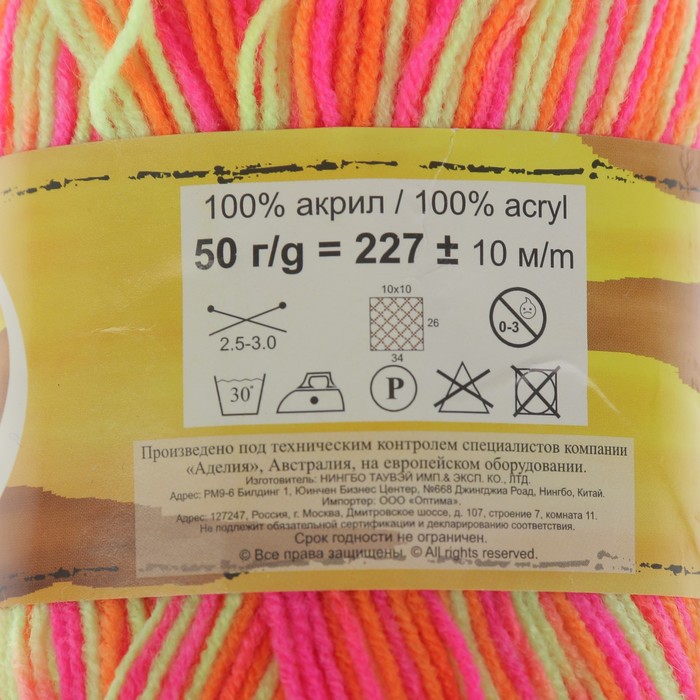 100% акрил / 100% acryl
50 г/g = 227 ± 10 м/m
10x10
26
0-3
2.5-3.0
34
30°
P
Произведено под техническим контролем специалистов компании
«Аделия», Австралия, на европейском оборудовании.
Изготовитель: НИНГБО ТАУВЭЙ ИМП.& ЭКСП. КО., ЛТД.
Адрес: РМ9-6 Билдинг 1, Юинчен Бизнес Центер, №668 Джингджиа Роад, Нингбо, Китай.
Импортер: ООО «Оптима».
Адрес: 127247, Россия, г. Москва, Дмитровское шоссе, д. 107, строение 7, комната 11.
Не подлежит обязательной сертификации и декларированию соответствия.
Срок годности не ограничен.
© Все права защищены. © All rights reserved.